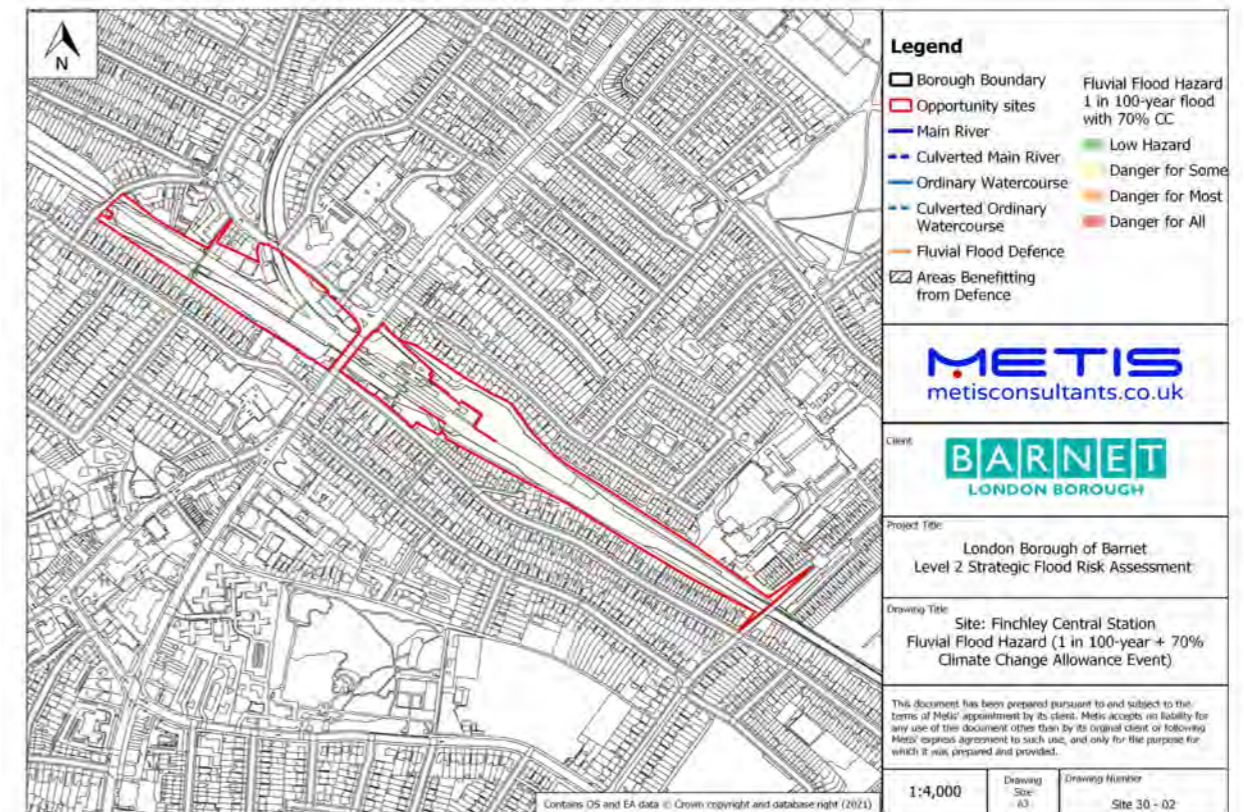 N
Legend
Borough Boundary
Opportunity sites
Main River
Culverted Main River
Ordinary Watercourse
Culverted Ordinary
Watercourse
Fluvial Flood Defence
Areas Benefitting
from Defence
Fluvial Flood Hazard
1 in 100-year flood
with 70% CC
Low Hazard
Danger for Some
Danger for Most
Danger for All
METIS
metisconsultants.co.uk
Client
BARNET
LONDON BOROUGH
Project Title
London Borough of Barnet
Level 2 Strategic Flood Risk Assessment
Drawing Title
Site: Finchley Central Station
Fluvial Flood Hazard (1 in 100-year + 70%
Climate Change Allowance Event)
This document has been prepared pursuant to and subject to the
terms of Metis' appointment by its client. Metis accepts no liability for
any use of this document other than by its original client or following
Metis' express agreement to such use, and only for the purpose for
which it was prepared and provided.
1:4,000
Drawing
Size
A3
Drawing Number
Site 30 - 02
Contains OS and EA data © Crown copyright and database right (2021)